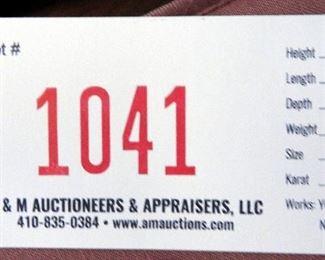 t #
1041
& M AUCTIONEERS & APPRAISERS, LLC
410-835-0384 • www.amauctions.com
Height
Length
Depth
Weight
Size
Karat
Works: Y
N